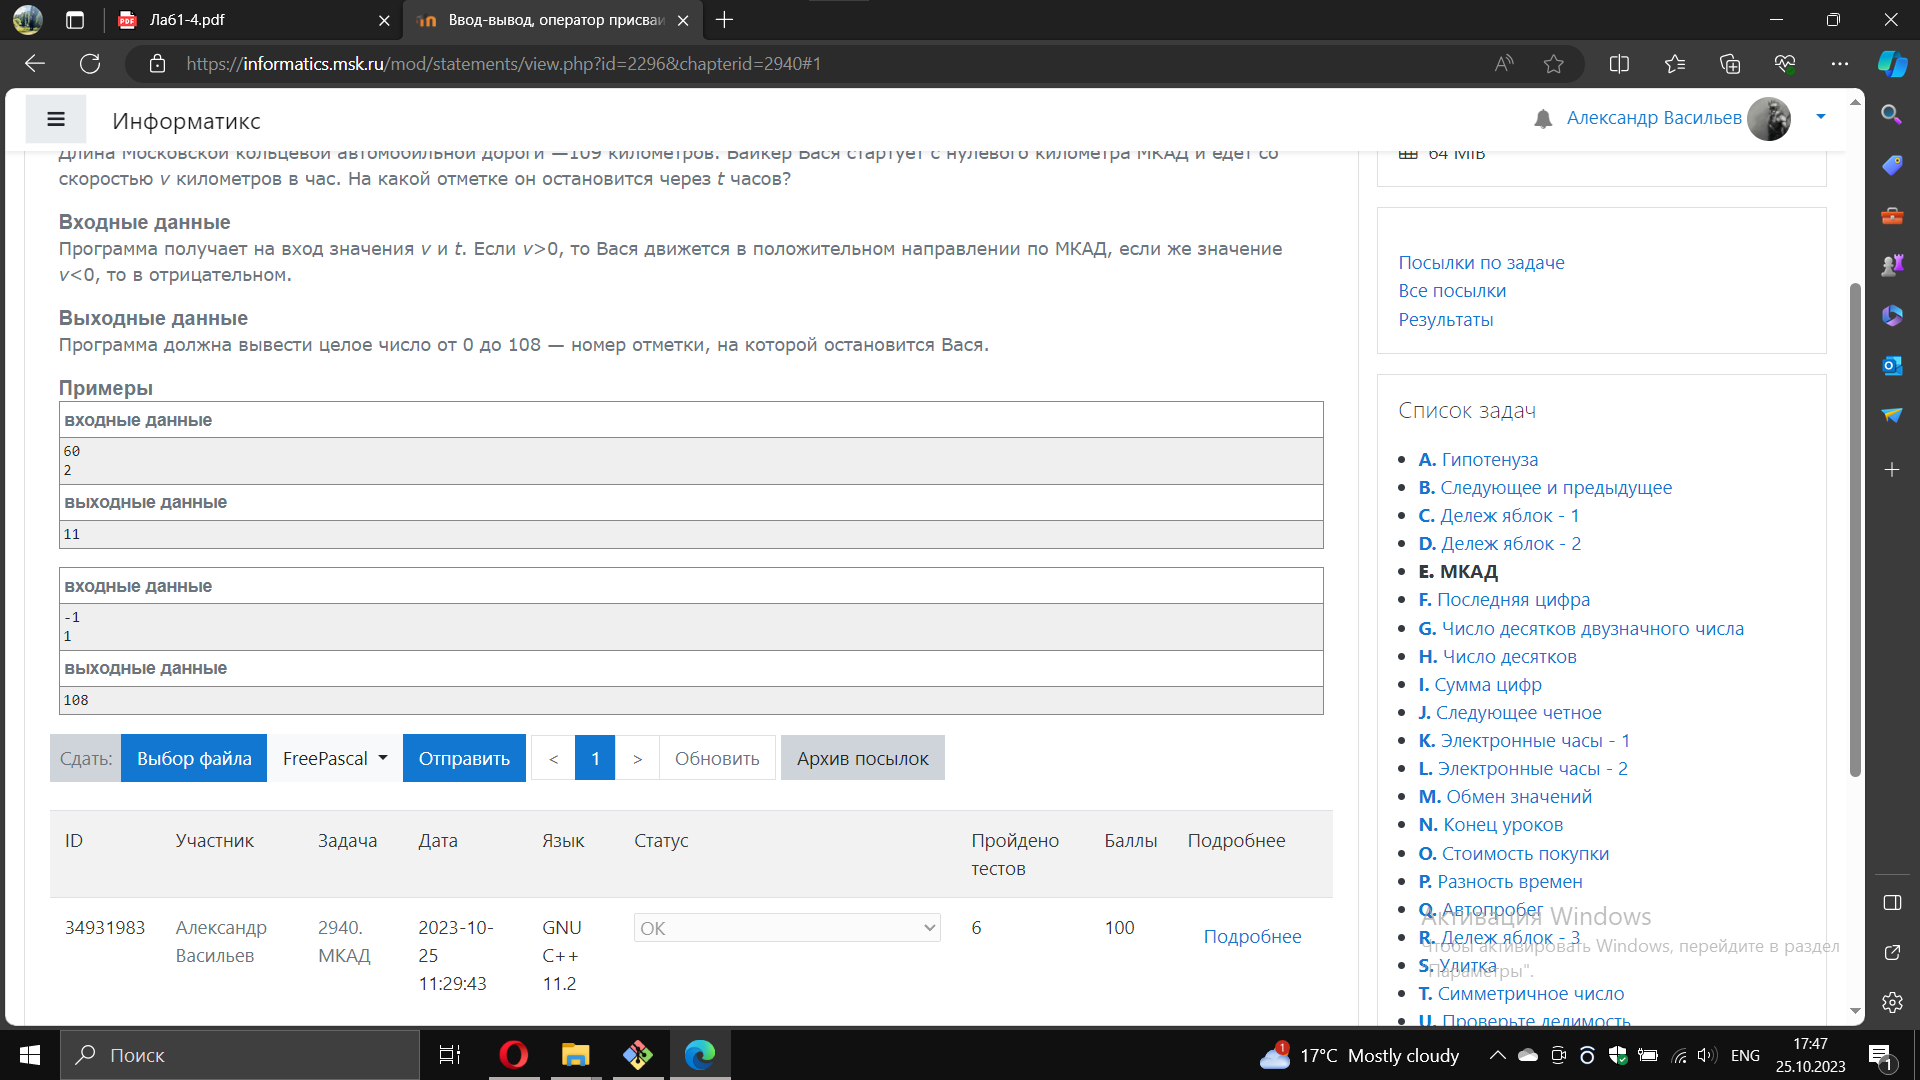 Лаб1-4.pdf
Ввод-вывод, оператор присваи
https://informatics.msk.ru/mod/statements/view.php?id=2296&chapterid=2940#1
Информатикс
Александр Васильев
Длина Московской кольцевой автомобильной дороги —109 километров. Байкер Вася стартует с нулевого километра МКАД и едет со
скоростью v километров в час. На какой отметке он остановится через t часов?
Входные данные
Программа получает на вход значения v и t. Если v>0, то Вася движется в положительном направлении по МКАД, если же значение
v<0, то в отрицательном.
Выходные данные
Программа должна вывести целое число от 0 до 108 — номер отметки, на которой остановится Вася.
Примеры
входные данные
60
2
выходные данные
11
входные данные
-1
1
выходные данные
108
Сдать: Выбор файла FreePascal Отправить < 1 > Обновить Архив посылок
ID Участник Задача Дата Язык Статус Пройдено тестов Баллы Подробнее
34931983 Александр Васильев 2940. МКАД 2023-10-25 11:29:43 GNU C++ 11.2 OK 6 100 Подробнее
64 MiB
Посылки по задаче
Все посылки
Результаты
Список задач
A. Гипотенуза
B. Следующее и предыдущее
C. Дележ яблок - 1
D. Дележ яблок - 2
E. МКАД
F. Последняя цифра
G. Число десятков двузначного числа
H. Число десятков
I. Сумма цифр
J. Следующее четное
K. Электронные часы - 1
L. Электронные часы - 2
M. Обмен значений
N. Конец уроков
O. Стоимость покупки
P. Разность времен
Q. Автопробег
R. Дележ яблок - 3
S. Улитка
T. Симметричное число
U. Проверьте делимость
Активация Windows
Чтобы активировать Windows, перейдите в раздел
"Параметры".
Поиск
1
17°C Mostly cloudy
ENG
17:47
25.10.2023
1